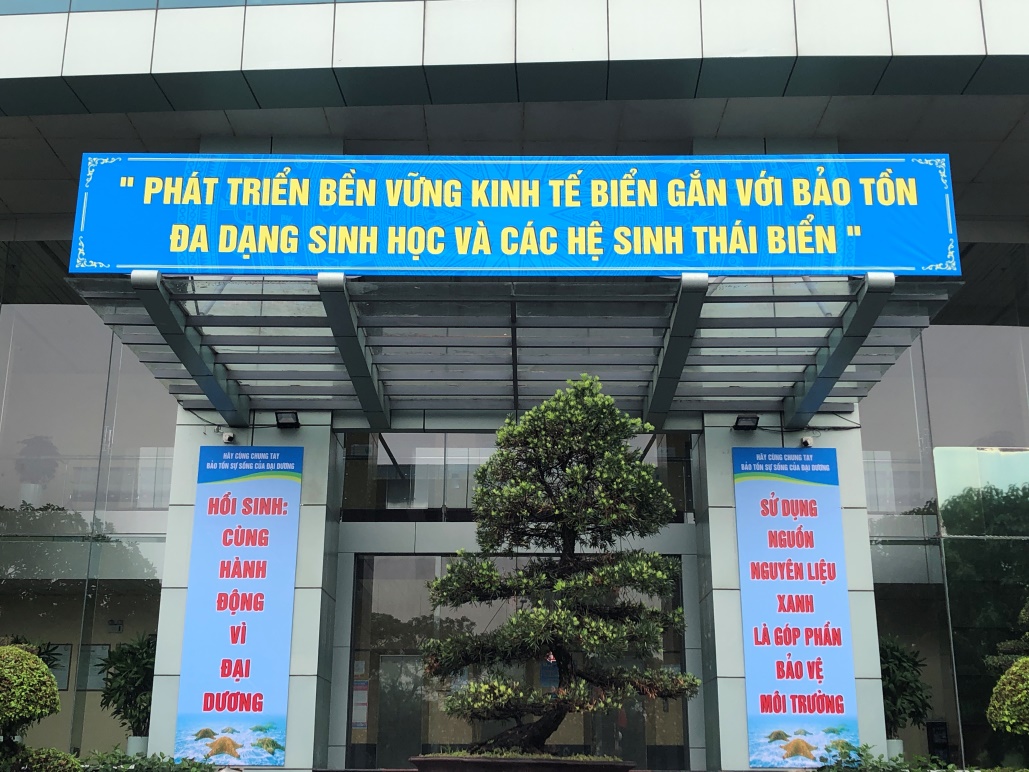 " PHÁT TRIỂN BỀN VỮNG KINH TẾ BIỂN GẮN VỚI BẢO TỒN
ĐA DẠNG SINH HỌC VÀ CÁC HỆ SINH THÁI BIỂN "
HÃY CÙNG CHUNG TAY
BẢO TỒN SỰ SỐNG CỦA ĐẠI DƯƠNG
HỒI SINH:
CÙNG
HÀNH
ĐỘNG
VÌ
ĐẠI
DƯƠNG
HÃY CÙNG CHUNG TAY
BẢO TỒN SỰ SỐNG CỦA ĐẠI DƯƠNG
SỬ DỤNG
NGUỒN
NGUYÊN LIỆU
XANH
LÀ GÓP PHẦN
BẢO VỆ
MÔI TRƯỜNG